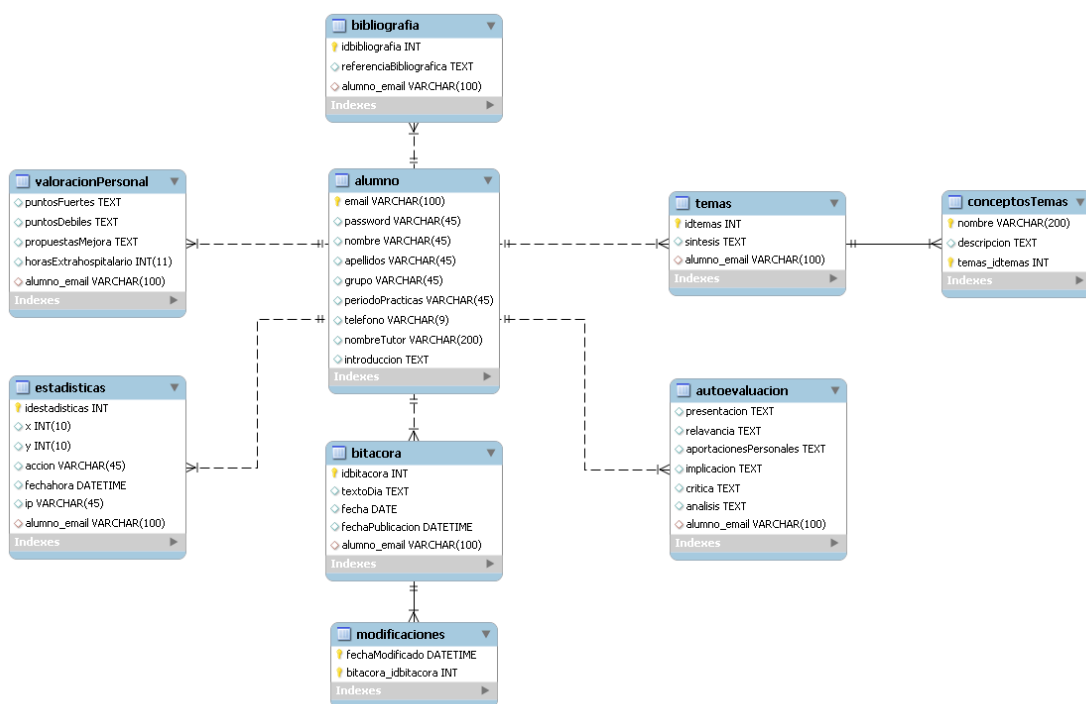 bibliografia
idbibliografia INT
referenciaBibliografica TEXT
alumno_email VARCHAR(100)
Indexes
valoracionPersonal
puntosFuertes TEXT
puntosDebiles TEXT
propuestasMejora TEXT
horasExtrahospitalario INT(11)
alumno_email VARCHAR(100)
Indexes
alumno
email VARCHAR(100)
password VARCHAR(45)
nombre VARCHAR(45)
apellidos VARCHAR(45)
grupo VARCHAR(45)
periodoPracticas VARCHAR(45)
telefono VARCHAR(9)
nombreTutor VARCHAR(200)
introduccion TEXT
Indexes
temas
idtemas INT
sintesis TEXT
alumno_email VARCHAR(100)
Indexes
conceptosTemas
nombre VARCHAR(200)
descripcion TEXT
temas_idtemas INT
Indexes
estadisticas
idestadisticas INT
x INT(10)
y INT(10)
accion VARCHAR(45)
fechahora DATETIME
ip VARCHAR(45)
alumno_email VARCHAR(100)
Indexes
bitacora
idbitacora INT
textoDia TEXT
fecha DATE
fechaPublicacion DATETIME
alumno_email VARCHAR(100)
Indexes
autoevaluacion
presentacion TEXT
relavancia TEXT
aportacionesPersonales TEXT
implicacion TEXT
critica TEXT
analisis TEXT
alumno_email VARCHAR(100)
Indexes
modificaciones
fechaModificado DATETIME
bitacora_idbitacora INT
Indexes